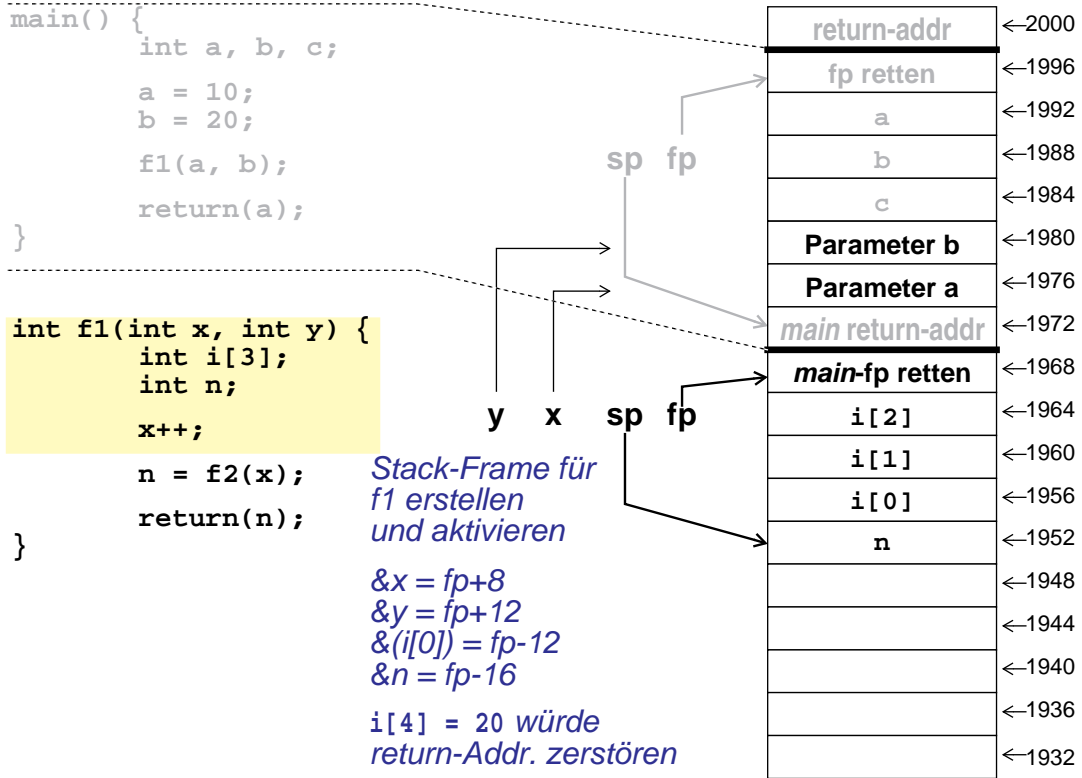 main() {
int a, b, c;
a = 10;
b = 20;
f1(a, b);
return(a);
}
int f1(int x, int y) {
int i[3];
int n;
x++;
n = f2(x);
return(n);
}
sp fp
y x sp fp
Stack-Frame für
f1 erstellen
und aktivieren
&x = fp+8
&y = fp+12
&(i[0]) = fp-12
&n = fp-16
i[4] = 20 würde
return-Addr. zerstören
return-addr ←2000
fp retten ←1996
a ←1992
b ←1988
c ←1984
Parameter b ←1980
Parameter a ←1976
main return-addr ←1972
main-fp retten ←1968
i[2] ←1964
i[1] ←1960
i[0] ←1956
n ←1952
←1948
←1944
←1940
←1936
←1932